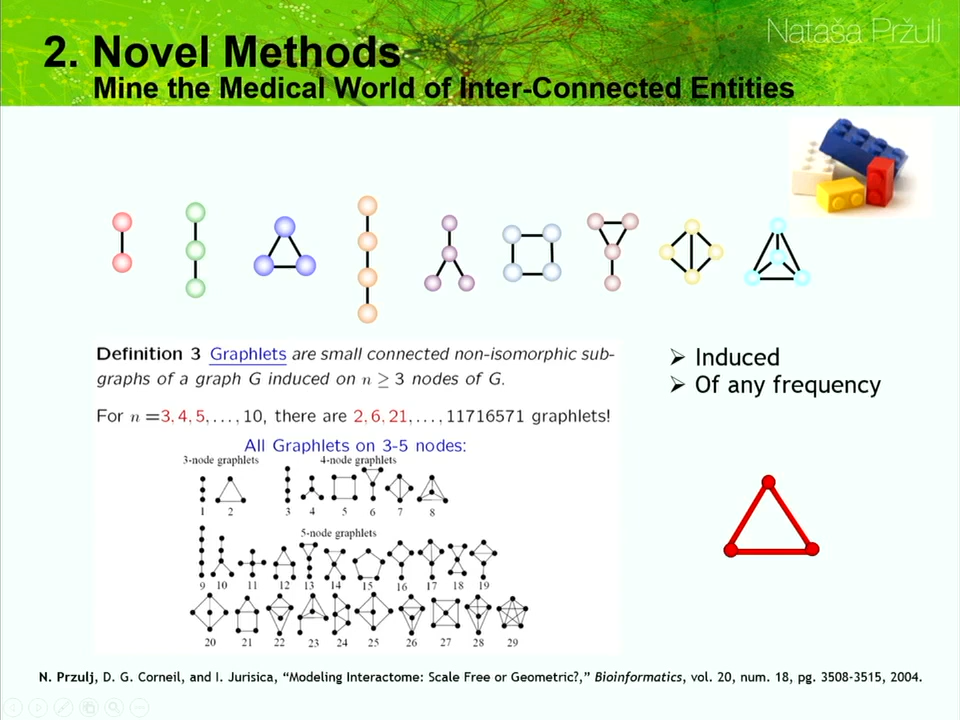 Nataša Pržulj
2. Novel Methods
Mine the Medical World of Inter-Connected Entities
Definition 3 Graphlets are small connected non-isomorphic sub-
graphs of a graph G induced on n ≥ 3 nodes of G.
For n =3, 4, 5, . . . , 10, there are 2, 6, 21, . . . , 11716571 graphlets!
All Graphlets on 3-5 nodes:
3-node graphlets 4-node graphlets
1 2 3 4 5 6 7 8
5-node graphlets
9 10 11 12 13 14 15 16 17 18 19
20 21 22 23 24 25 26 27 28 29
➢ Induced
➢ Of any frequency
N. Przulj, D. G. Corneil, and I. Jurisica, “Modeling Interactome: Scale Free or Geometric?,” Bioinformatics, vol. 20, num. 18, pg. 3508-3515, 2004.